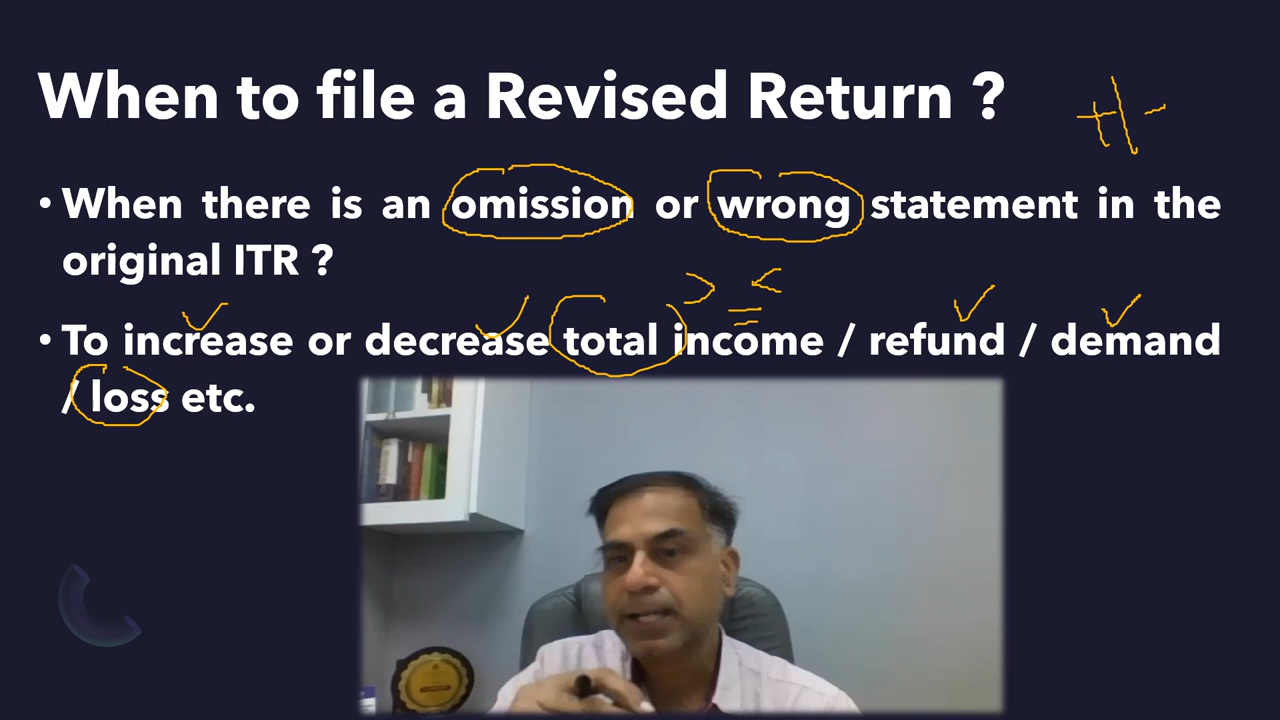 When to file a Revised Return ?
+/-
• When there is an omission or wrong statement in the
original ITR ?
> = <
• To increase or decrease total income / refund / demand
/ loss etc.